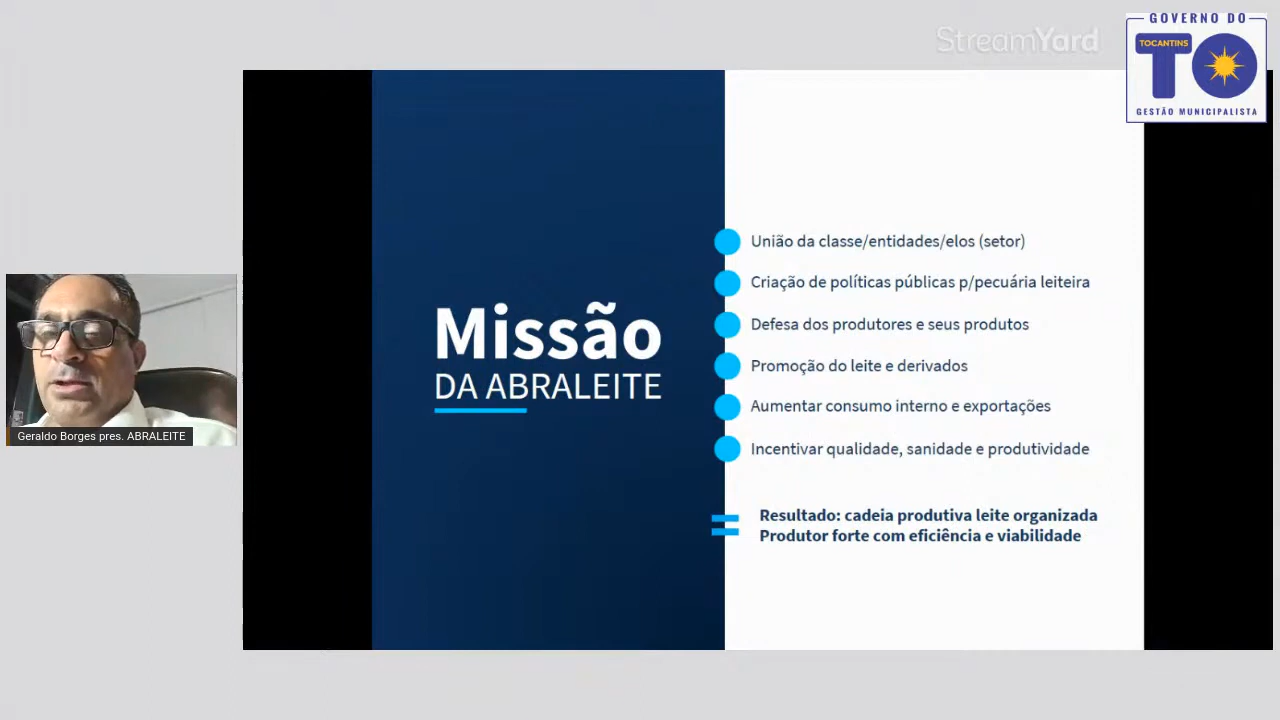 StreamYard
GOVERNO DO
TOCANTINS
TO
GESTÃO MUNICIPALISTA
Missão
DA ABRALEITE
União da classe/entidades/elos (setor)
Criação de políticas públicas p/pecuária leiteira
Defesa dos produtores e seus produtos
Promoção do leite e derivados
Aumentar consumo interno e exportações
Incentivar qualidade, sanidade e produtividade
Resultado: cadeia produtiva leite organizada
Produtor forte com eficiência e viabilidade
Geraldo Borges pres. ABRALEITE